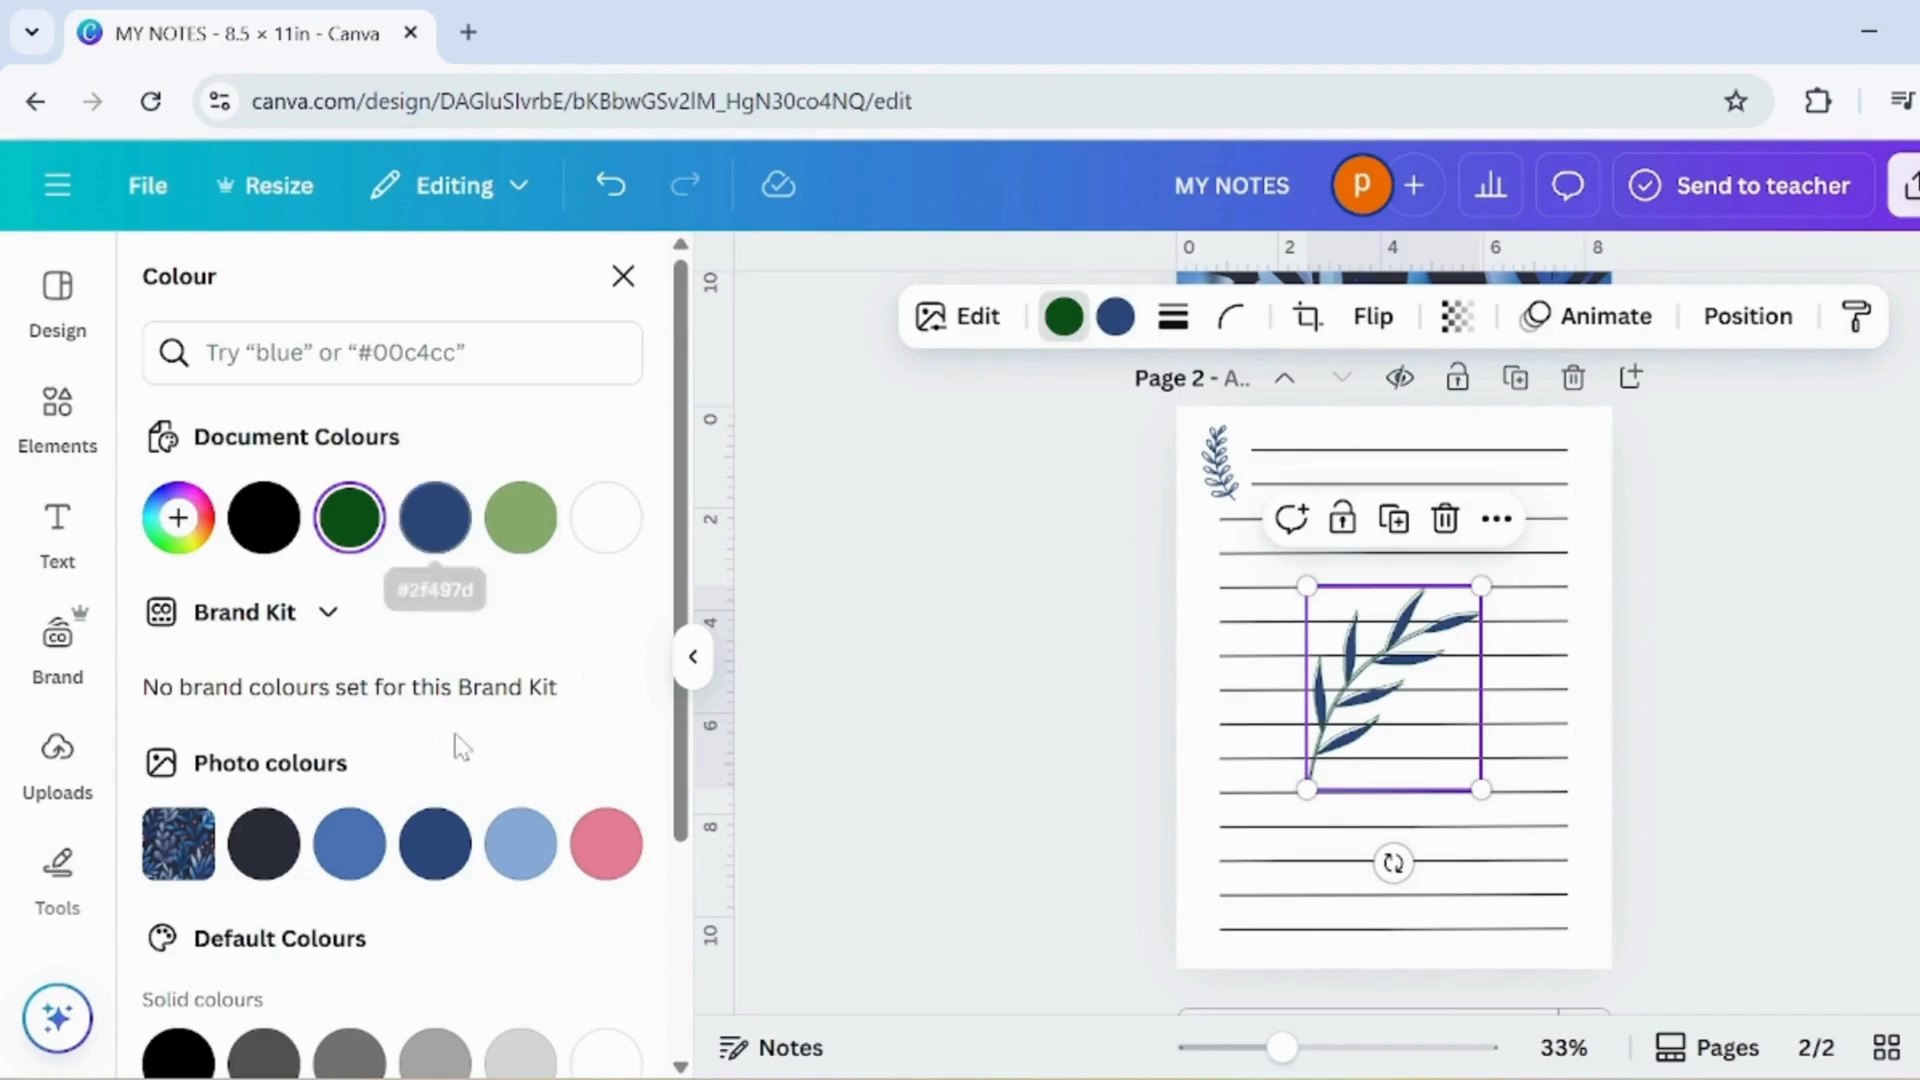 MY NOTES - 8.5 × 11in - Canva
canva.com/design/DAGluSIvrbE/bKBbwGSv2lM_HgN30co4NQ/edit
File
Resize
Editing
MY NOTES
p
Send to teacher
Design
Elements
Text
Brand
Uploads
Tools
Colour
Try “blue” or “#00c4cc”
Document Colours
#2f497d
Brand Kit
No brand colours set for this Brand Kit
Photo colours
Default Colours
Solid colours
0 2 4 6 8
10
0
2
4
6
8
10
Edit
Flip
Animate
Position
Page 2 - A..
Notes
33%
Pages
2/2